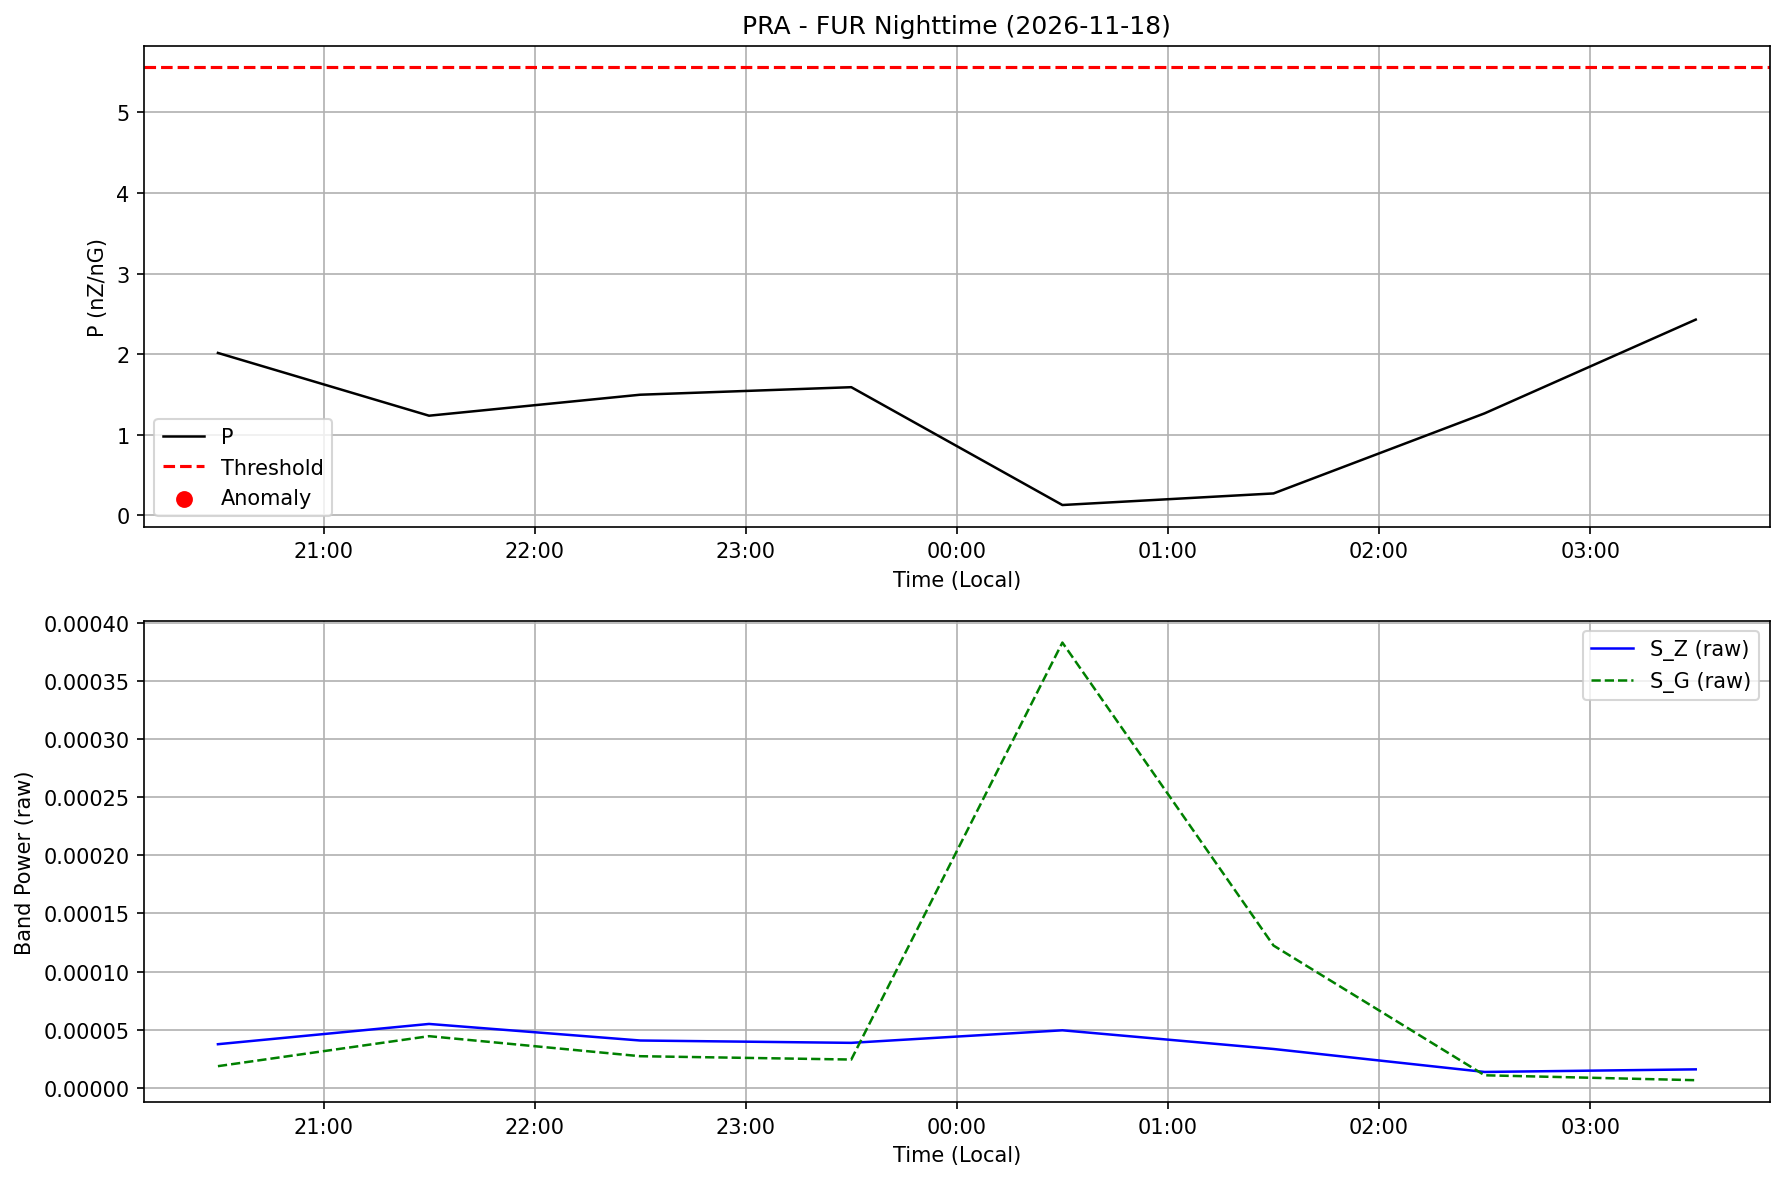 PRA - FUR Nighttime (2026-11-18)
P (nZ/nG)
5
4
3
2
1
0
P
Threshold
Anomaly
21:00 22:00 23:00 00:00 01:00 02:00 03:00
Time (Local)
Band Power (raw)
0.00040
0.00035
0.00030
0.00025
0.00020
0.00015
0.00010
0.00005
0.00000
S_Z (raw)
S_G (raw)
21:00 22:00 23:00 00:00 01:00 02:00 03:00
Time (Local)